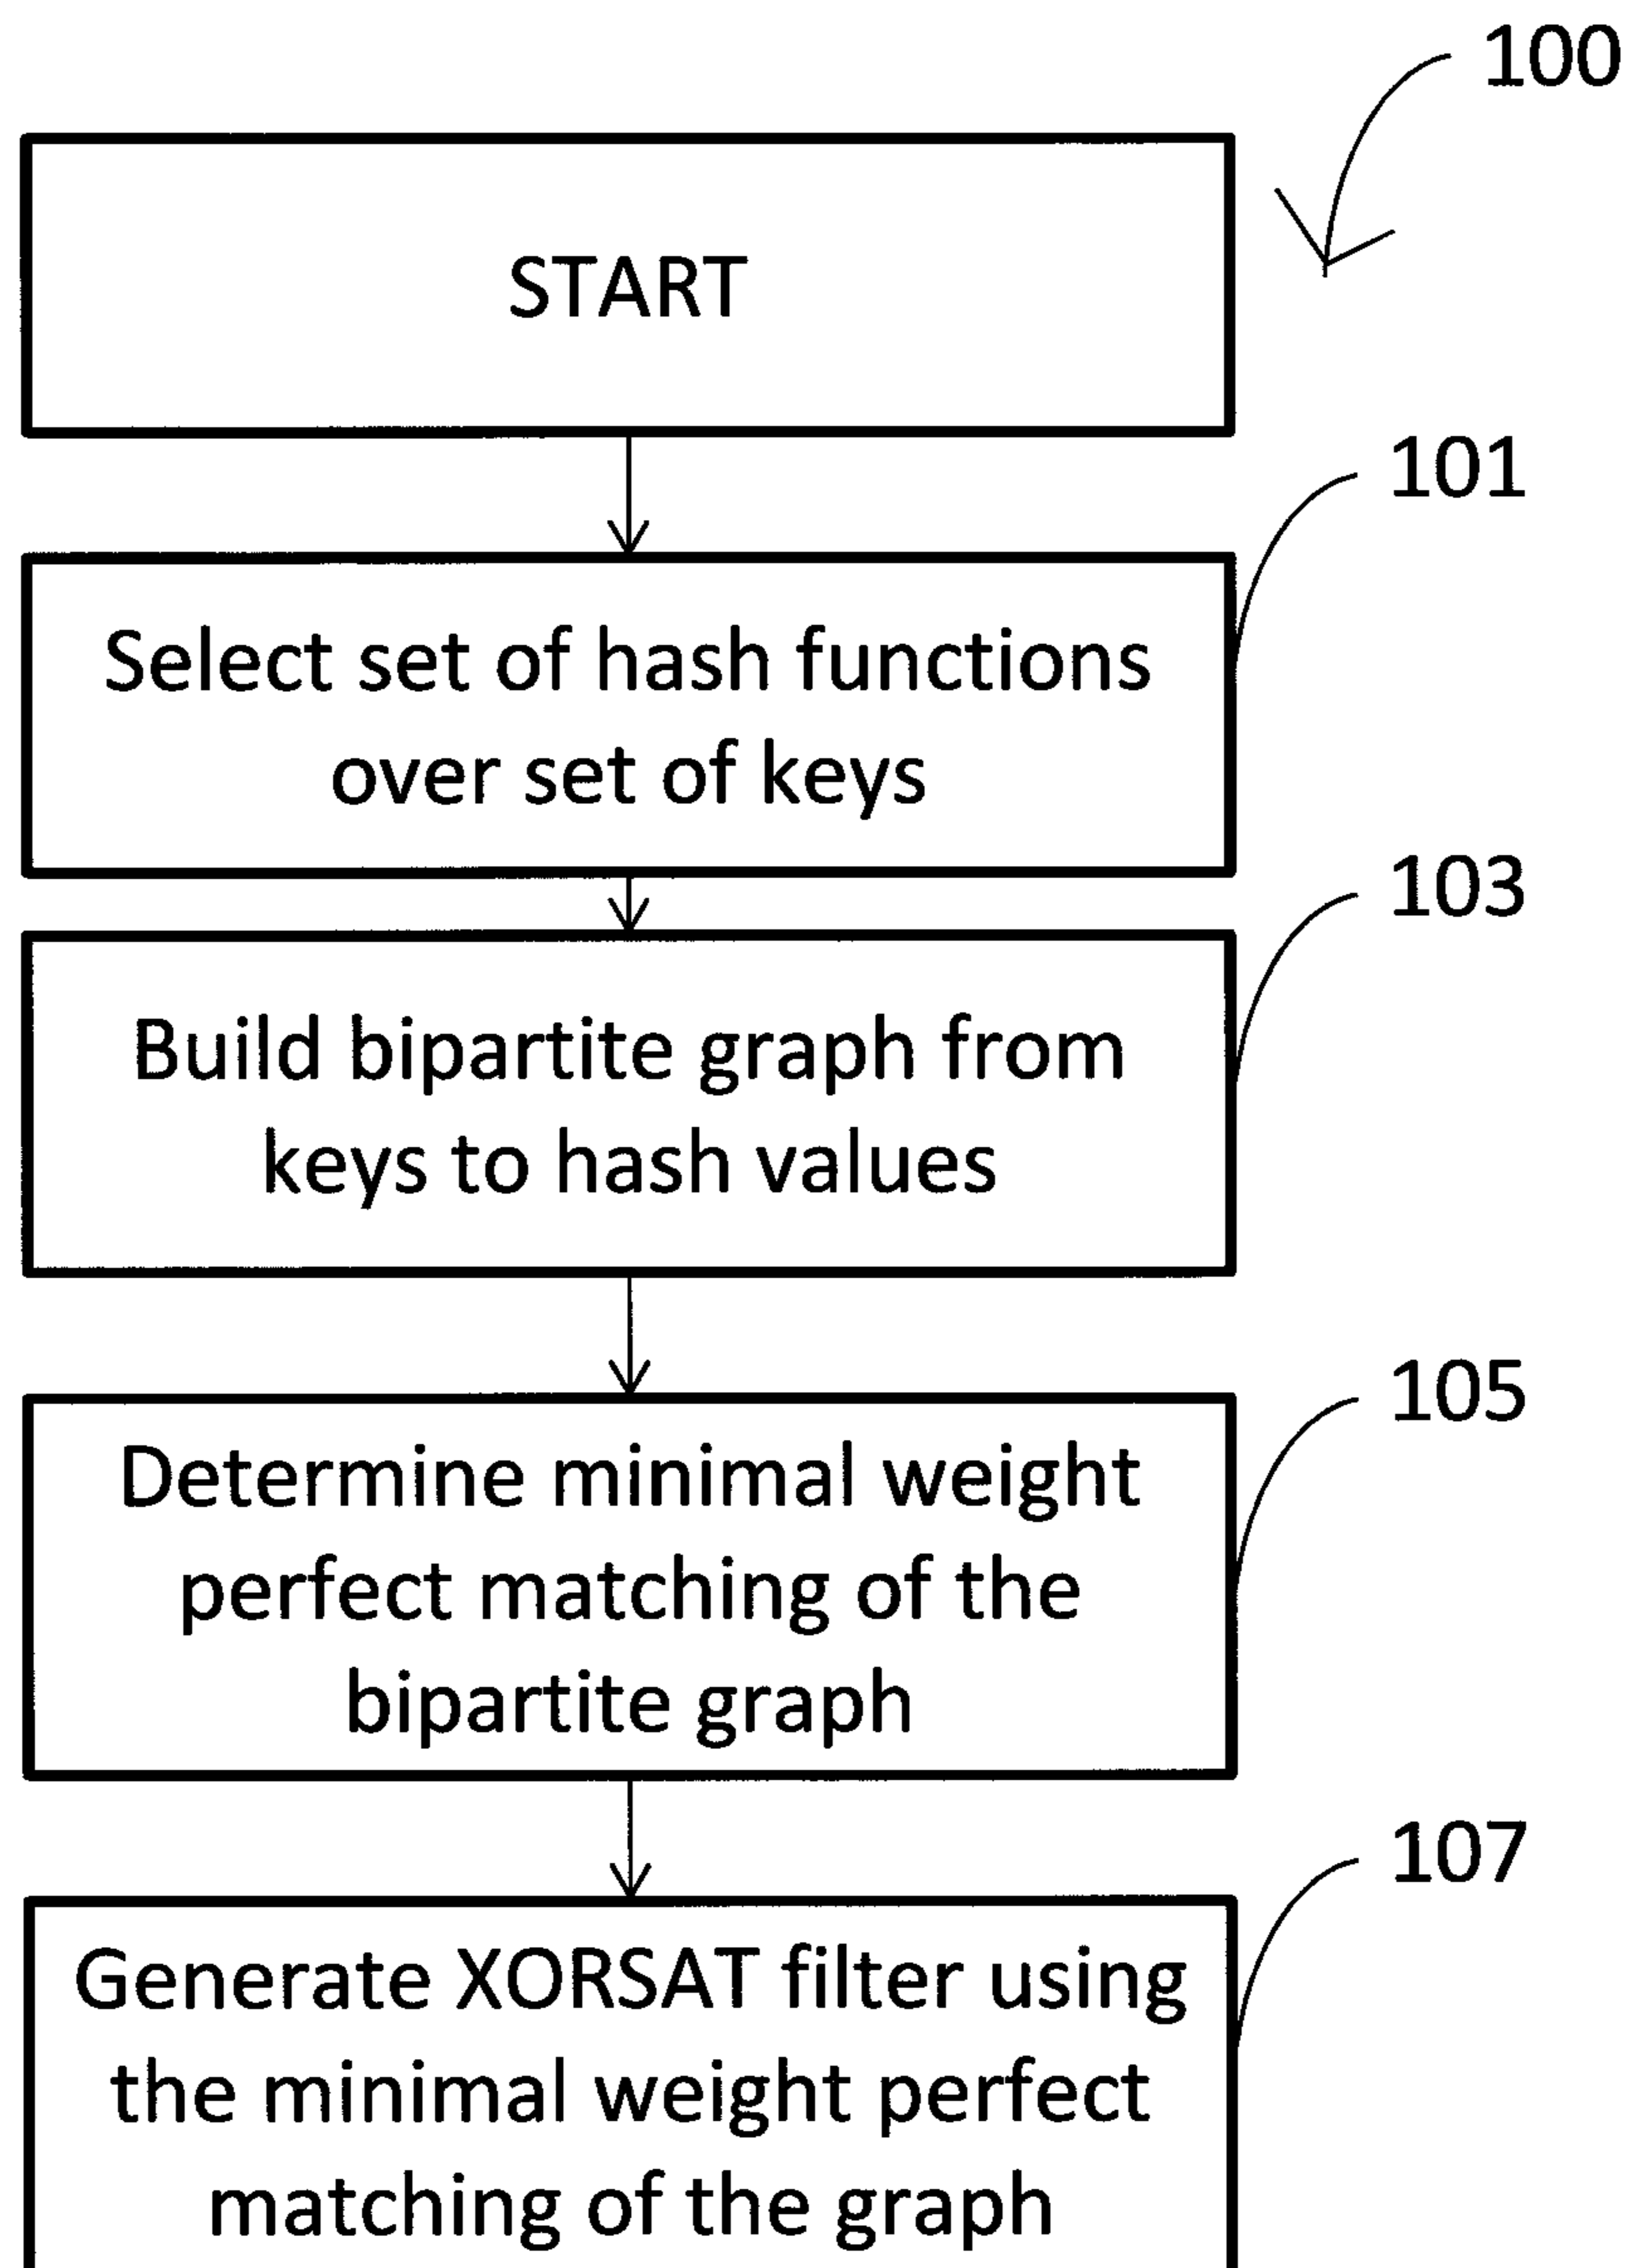 100
START
101
Select set of hash functions
over set of keys
103
Build bipartite graph from
keys to hash values
105
Determine minimal weight
perfect matching of the
bipartite graph
107
Generate XORSAT filter using
the minimal weight perfect
matching of the graph